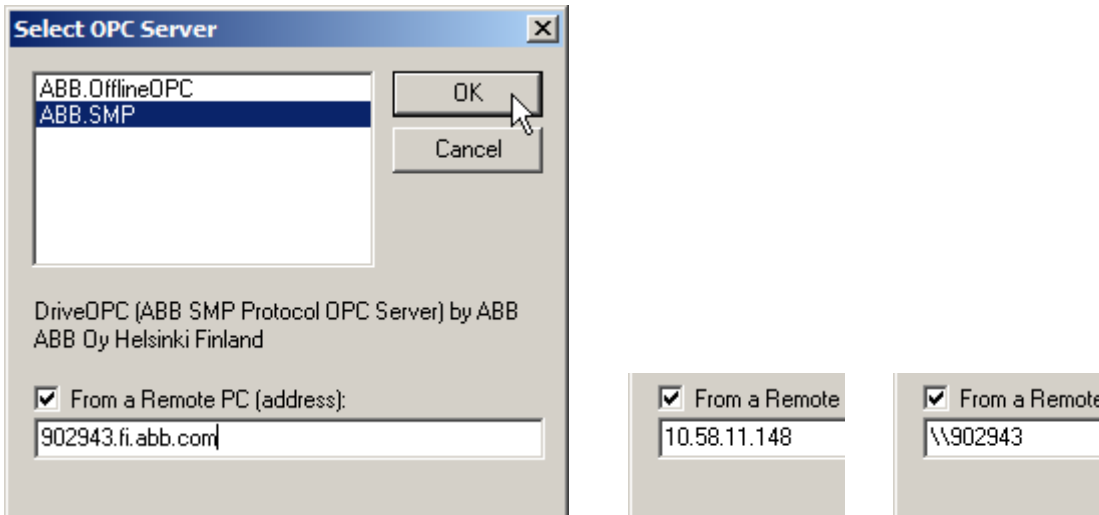 Select OPC Server
ABB.OfflineOPC
ABB.SMP
OK
Cancel
DriveOPC (ABB SMP Protocol OPC Server) by ABB
ABB Oy Helsinki Finland
From a Remote PC (address):
902943.fi.abb.com
From a Remote
10.58.11.148
From a Remote
\\902943